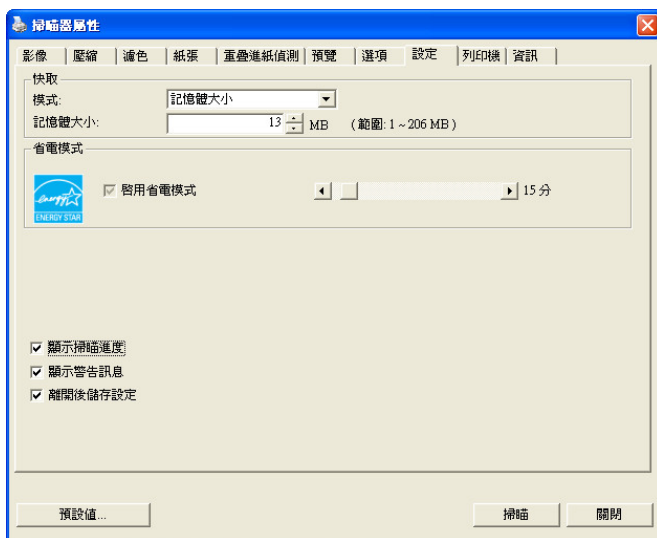 掃瞄器屬性
影像 壓縮 濾色 紙張 重疊進紙偵測 預覽 選項 設定 列印機 資訊
快取
模式: 記憶體大小
記憶體大小: 13 MB (範圍: 1 ~ 206 MB)
省電模式
energy
ENERGY STAR
啓用省電模式 15 分
顯示掃瞄進度
顯示警告訊息
離開後儲存設定
預設值... 掃瞄 關閉